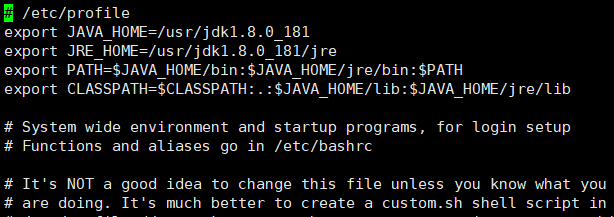 # /etc/profile
export JAVA_HOME=/usr/jdk1.8.0_181
export JRE_HOME=/usr/jdk1.8.0_181/jre
export PATH=$JAVA_HOME/bin:$JAVA_HOME/jre/bin:$PATH
export CLASSPATH=$CLASSPATH:.:$JAVA_HOME/lib:$JAVA_HOME/jre/lib
# System wide environment and startup programs, for login setup
# Functions and aliases go in /etc/bashrc
# It's NOT a good idea to change this file unless you know what you
# are doing. It's much better to create a custom.sh shell script in